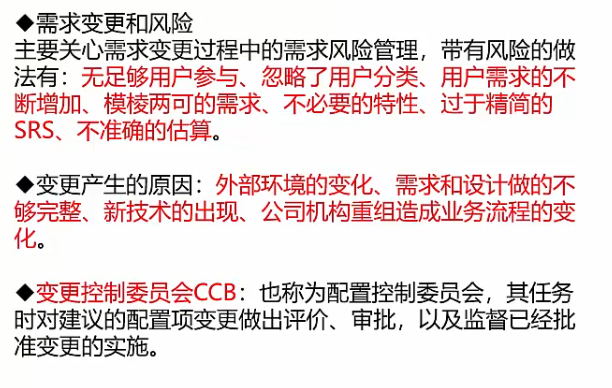 ◆需求变更和风险
主要关心需求变更过程中的需求风险管理，带有风险的做
法有：无足够用户参与、忽略了用户分类、用户需求的不
断增加、模棱两可的需求、不必要的特性、过于精简的
SRS、不准确的估算。
◆变更产生的原因：外部环境的变化、需求和设计做的不
够完整、新技术的出现、公司机构重组造成业务流程的变
化。
◆变更控制委员会CCB：也称为配置控制委员会，其任务
时对建议的配置项变更做出评价、审批，以及监督已经批
准变更的实施。